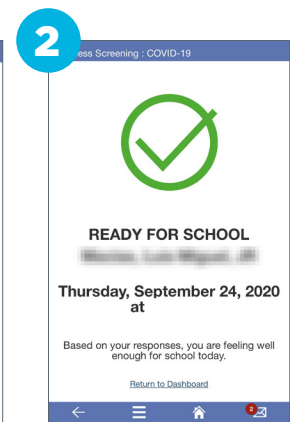 2
ess Screening : COVID-19
READY FOR SCHOOL
Thursday, September 24, 2020
at
Based on your responses, you are feeling well
enough for school today.
Return to Dashboard
2